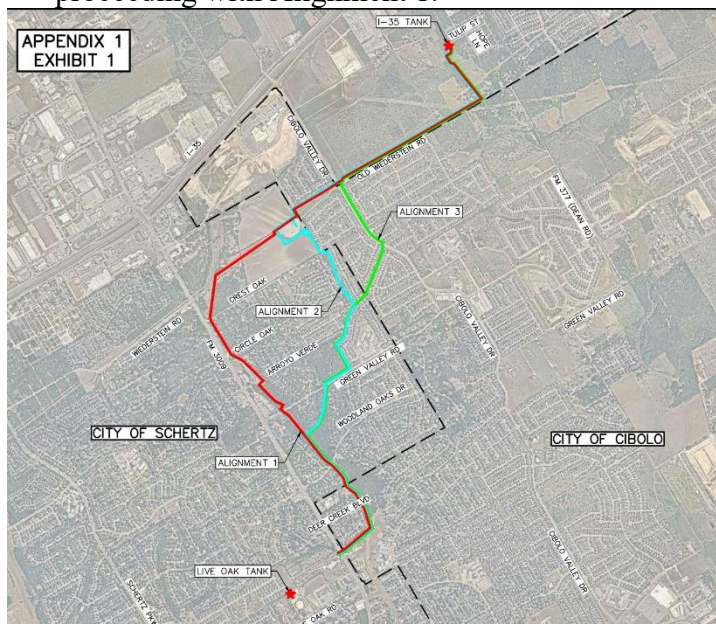 proceeding with Alignment 1.
APPENDIX 1
EXHIBIT 1
I-35 TANK
TULIP ST
HOPE
LN
I-35
CIBOLO VALLEY DR
OLD WIEDERSTEIN RD
FM 377 (DEAN RD)
ALIGNMENT 3
CREST OAK
ALIGNMENT 2
WIEDERSTEIN RD
CIRCLE OAK
FM 3009
ARROYO VERDE
CIBOLO VALLEY DR
GREEN VALLEY RD
GREEN VALLEY RD
WOODLAND OAKS DR
CITY OF SCHERTZ
CITY OF CIBOLO
ALIGNMENT 1
DEER CREEK BLVD
LIVE OAK TANK
SCHERTZ PKWY
OAK RD
CIBOLO VALLEY DR